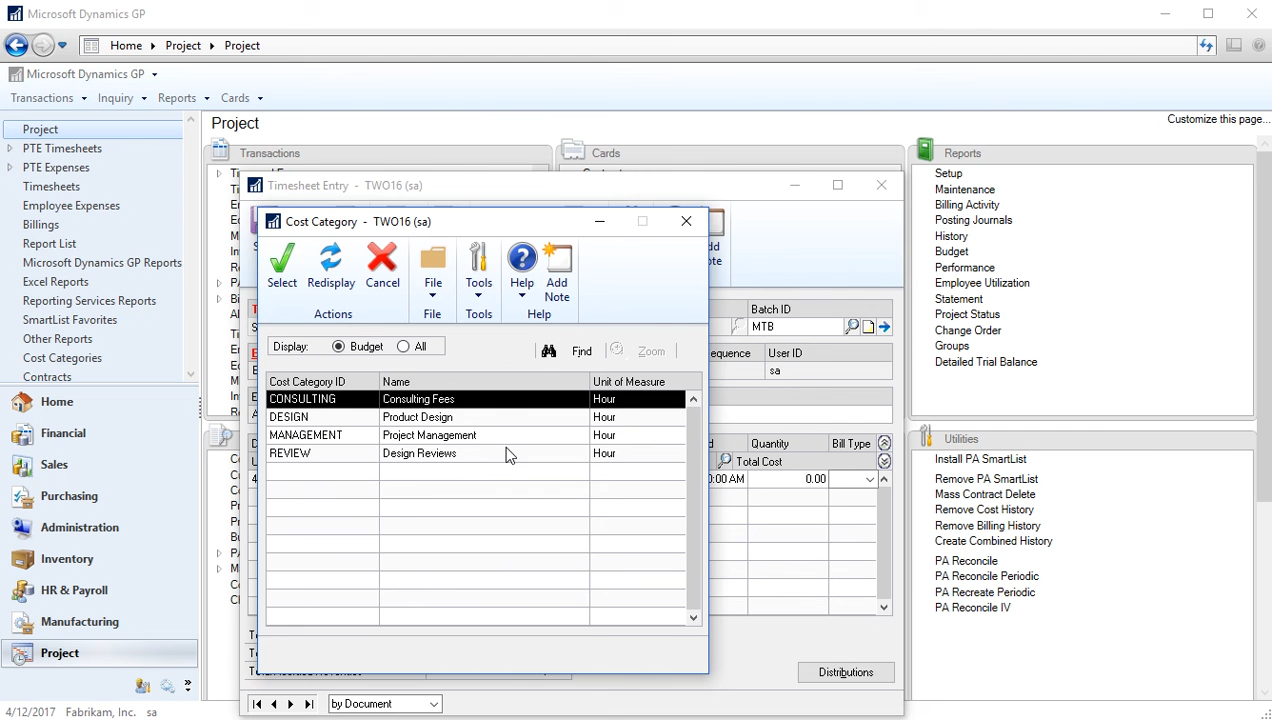 Microsoft Dynamics GP
Home Project Project
Microsoft Dynamics GP
Transactions Inquiry Reports Cards
Customize this page...
Project
PTE Timesheets
PTE Expenses
Timesheets
Employee Expenses
Billings
Report List
Microsoft Dynamics GP Reports
Excel Reports
Reporting Services Reports
SmartList Favorites
Other Reports
Cost Categories
Contracts
Home
Financial
Sales
Purchasing
Administration
Inventory
HR & Payroll
Manufacturing
Project
4/12/2017 Fabrikam, Inc. sa
Project
Transactions
Cards
Timesheet Entry - TWO16 (sa)
Cost Category - TWO16 (sa)
Select Redisplay Cancel File Tools Help Add Note
Actions File Tools Help
Display: Budget All Find Zoom
Cost Category ID Name Unit of Measure
CONSULTING Consulting Fees Hour
DESIGN Product Design Hour
MANAGEMENT Project Management Hour
REVIEW Design Reviews Hour
Batch ID
MTB
User ID
sa
Quantity Bill Type
Total Cost
0:00 AM 0.00
Distributions
by Document
Reports
Setup
Maintenance
Billing Activity
Posting Journals
History
Budget
Performance
Employee Utilization
Statement
Project Status
Change Order
Groups
Detailed Trial Balance
Utilities
Install PA SmartList
Remove PA SmartList
Mass Contract Delete
Remove Cost History
Remove Billing History
Create Combined History
PA Reconcile
PA Reconcile Periodic
PA Recreate Periodic
PA Reconcile IV